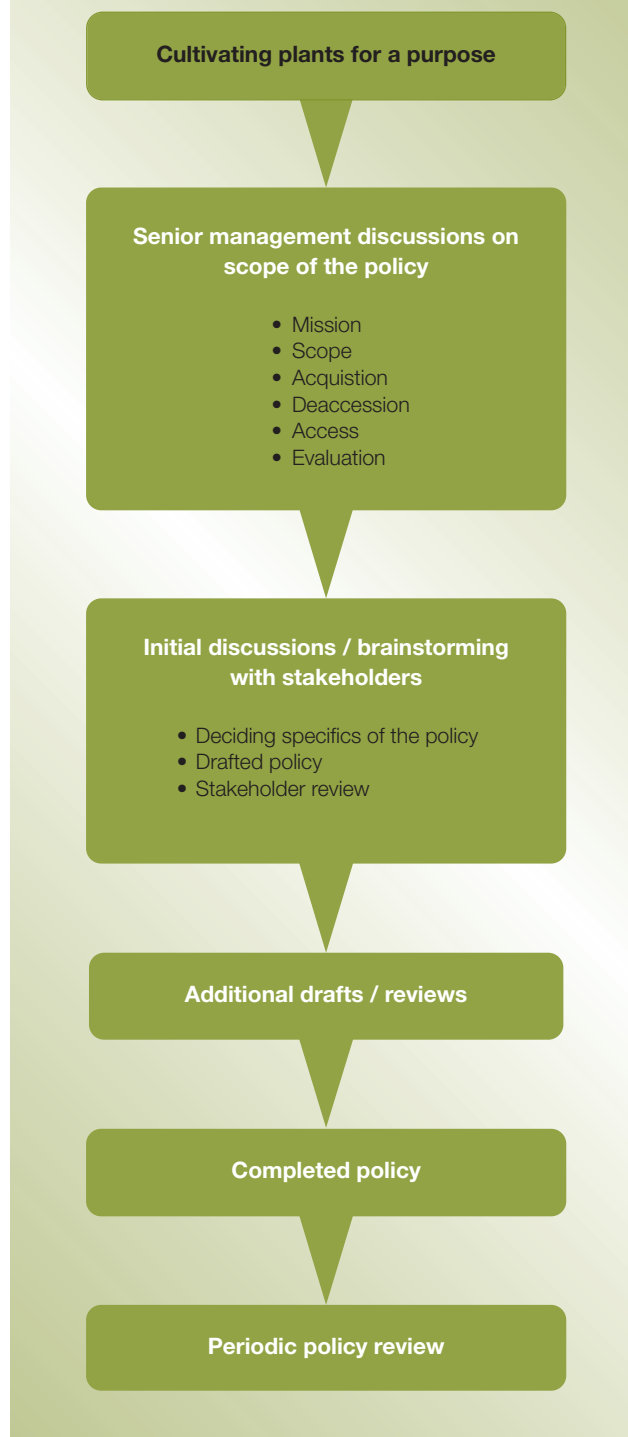 Cultivating plants for a purpose
Senior management discussions on
scope of the policy
• Mission
• Scope
• Acquistion
• Deaccession
• Access
• Evaluation
Initial discussions / brainstorming
with stakeholders
• Deciding specifics of the policy
• Drafted policy
• Stakeholder review
Additional drafts / reviews
Completed policy
Periodic policy review